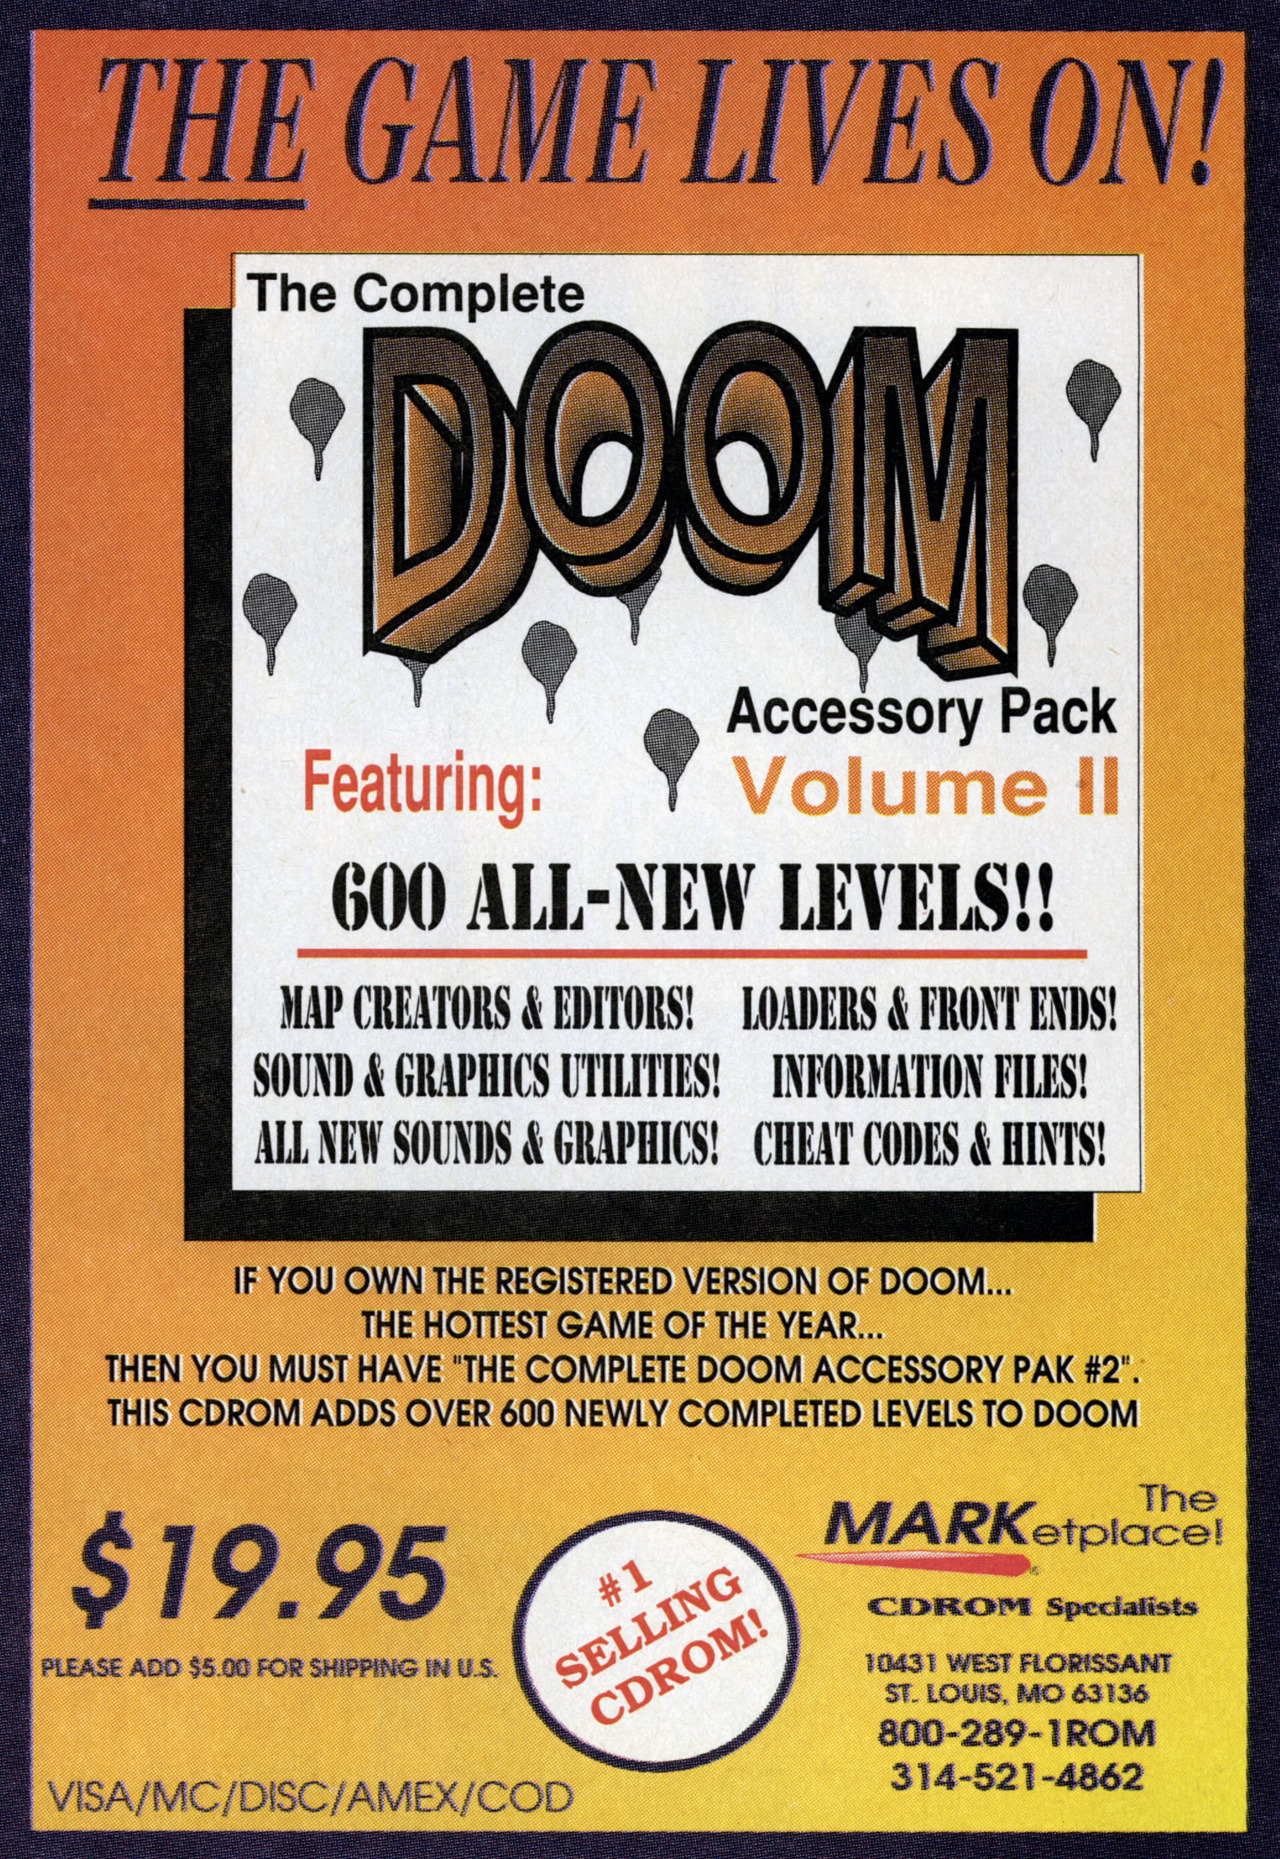 THE GAME LIVES ON!
The Complete
DOOM
Accessory Pack
Volume II
Featuring:
600 ALL-NEW LEVELS!!
MAP CREATORS & EDITORS!
LOADERS & FRONT ENDS!
SOUND & GRAPHICS UTILITIES!
INFORMATION FILES!
ALL NEW SOUNDS & GRAPHICS!
CHEAT CODES & HINTS!
IF YOU OWN THE REGISTERED VERSION OF DOOM...
THE HOTTEST GAME OF THE YEAR...
THEN YOU MUST HAVE "THE COMPLETE DOOM ACCESSORY PAK #2".
THIS CDROM ADDS OVER 600 NEWLY COMPLETED LEVELS TO DOOM
$19.95
PLEASE ADD $5.00 FOR SHIPPING IN U.S.
VISA/MC/DISC/AMEX/COD
#1
SELLING
CDROM!
The
MARKetplace!
®
CDROM Specialists
10431 WEST FLORISSANT
ST. LOUIS, MO 63136
800-289-1ROM
314-521-4862